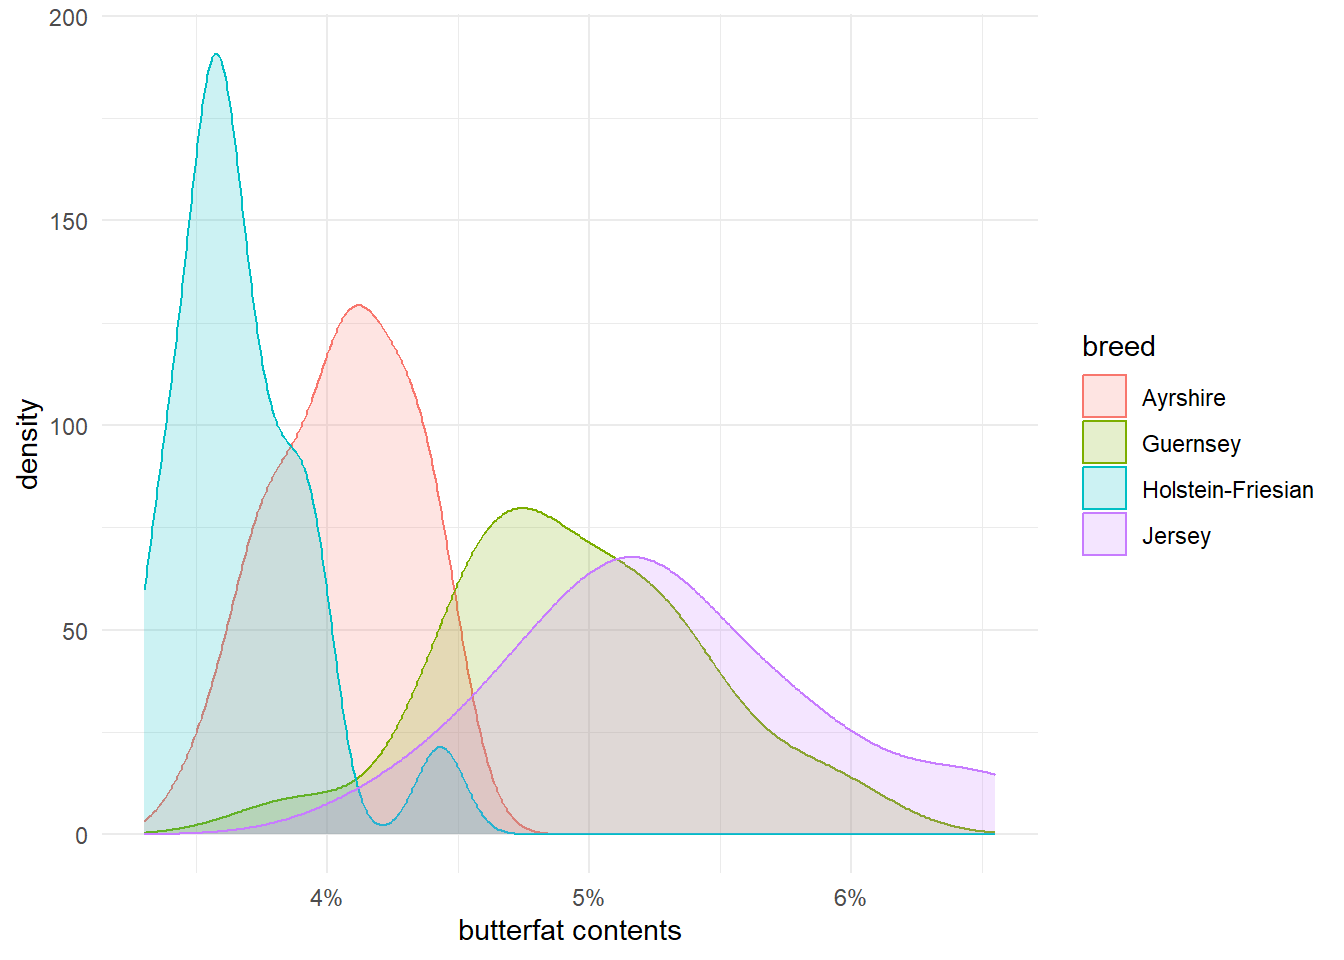 200
150
100
50
0
density
4%
5%
6%
butterfat contents
breed
Ayrshire
Guernsey
Holstein-Friesian
Jersey